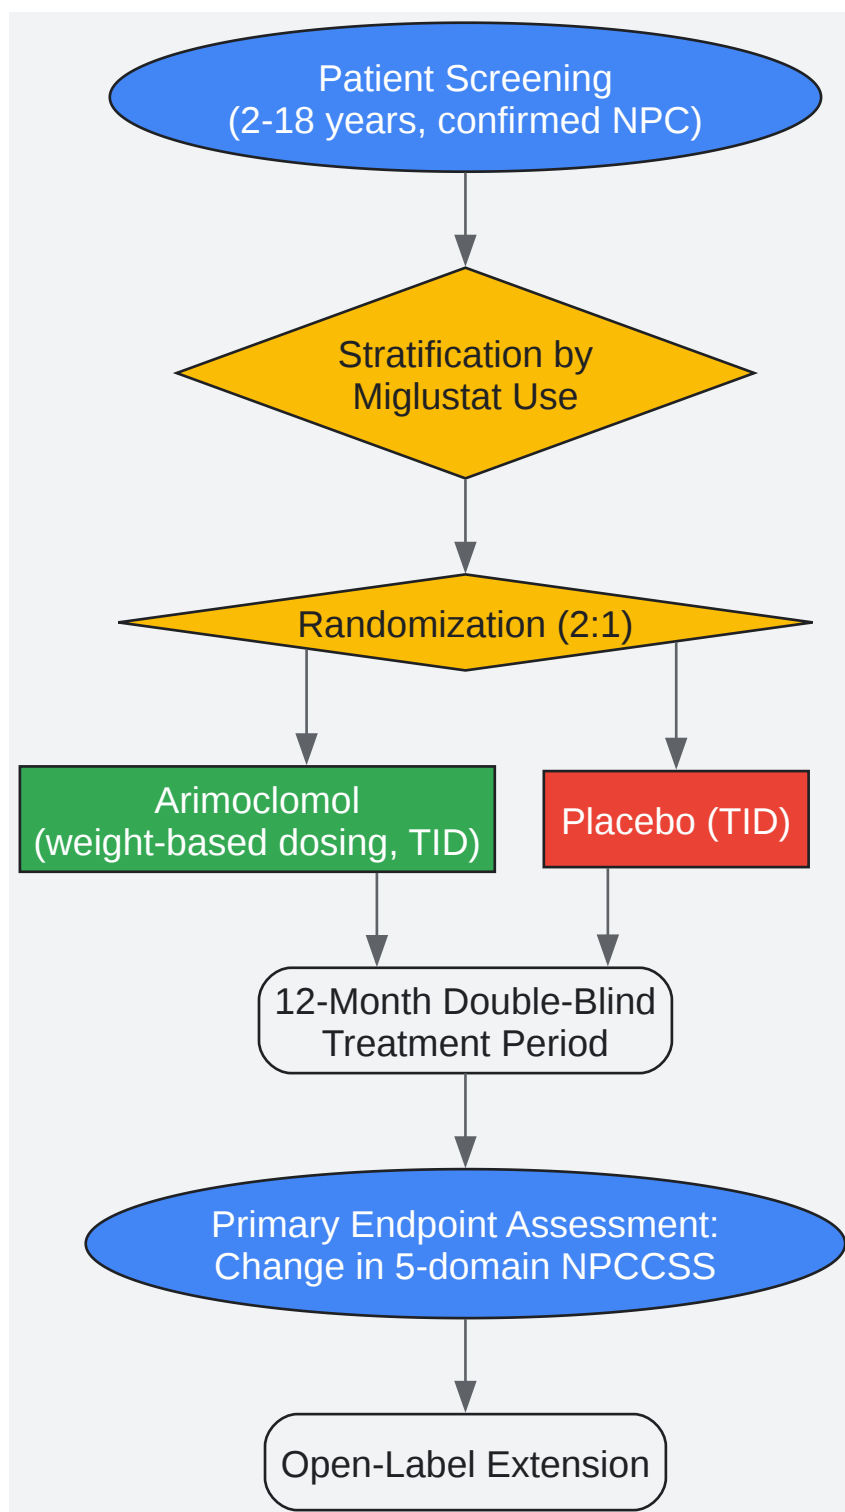 Patient Screening
(2-18 years, confirmed NPC)
Stratification by
Miglustat Use
Randomization (2:1)
Arimoclomol
(weight-based dosing, TID)
Placebo (TID)
12-Month Double-Blind
Treatment Period
Primary Endpoint Assessment:
Change in 5-domain NPCCSS
Open-Label Extension